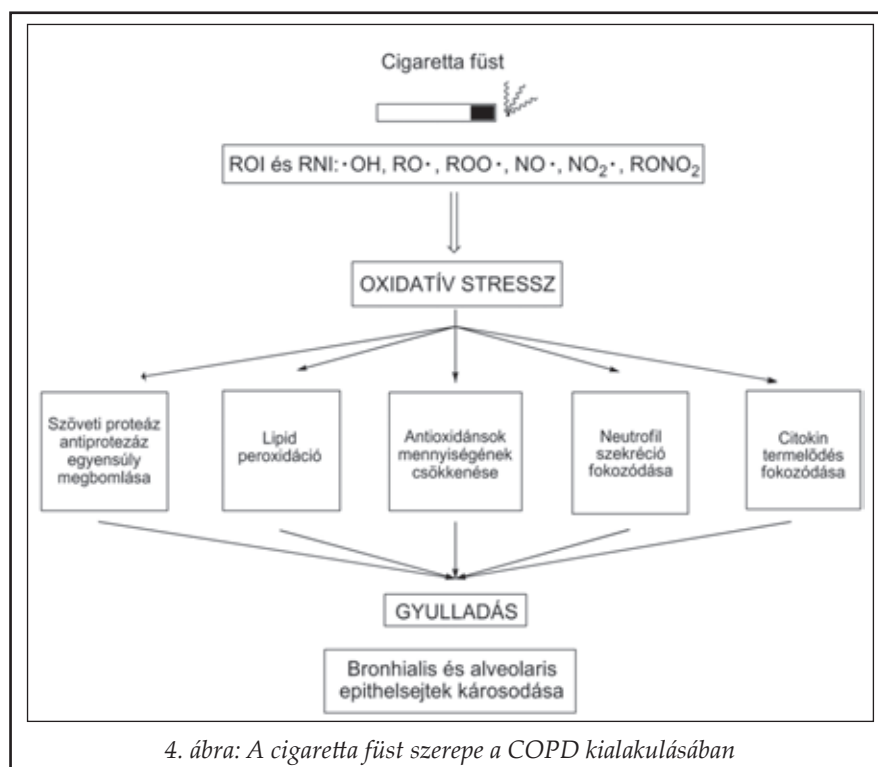 Cigaretta füst
ROI és RNI: ·OH, RO·, ROO·, NO·, NO₂·, RONO₂
OXIDATÍV STRESSZ
Szöveti proteáz
antiprotezáz
egyensúly
megbomlása
Lipid
peroxidáció
Antioxidánsok
mennyiségének
csökkenése
Neutrofil
szekréció
fokozódása
Citokin
termelődés
fokozódása
GYULLADÁS
Bronhialis és alveolaris
epithelsejtek károsodása
4. ábra: A cigaretta füst szerepe a COPD kialakulásában